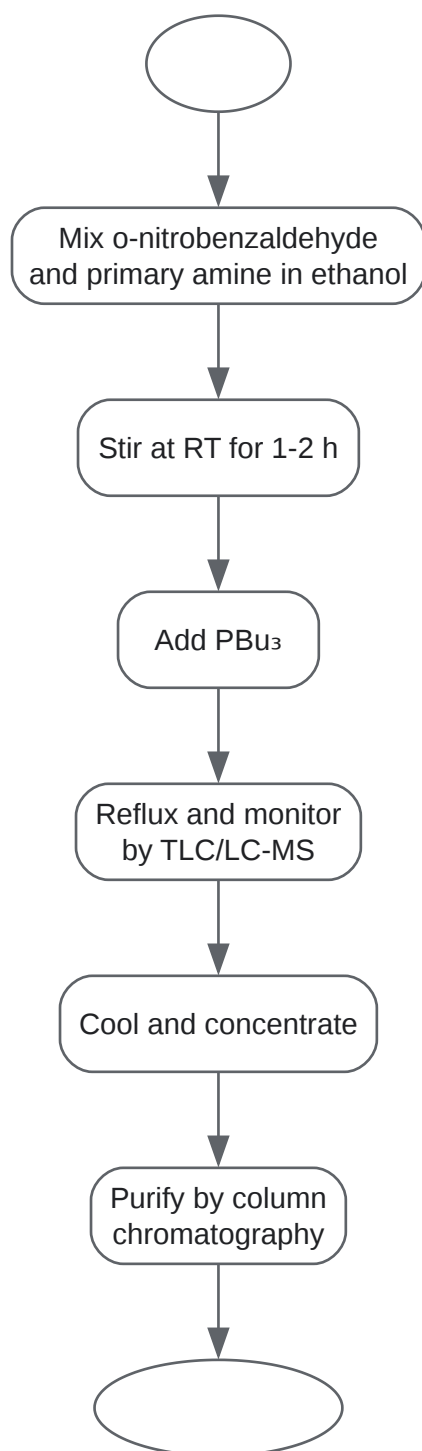 Mix o-nitrobenzaldehyde
and primary amine in ethanol
Stir at RT for 1-2 h
Add PBu₃
Reflux and monitor
by TLC/LC-MS
Cool and concentrate
Purify by column
chromatography